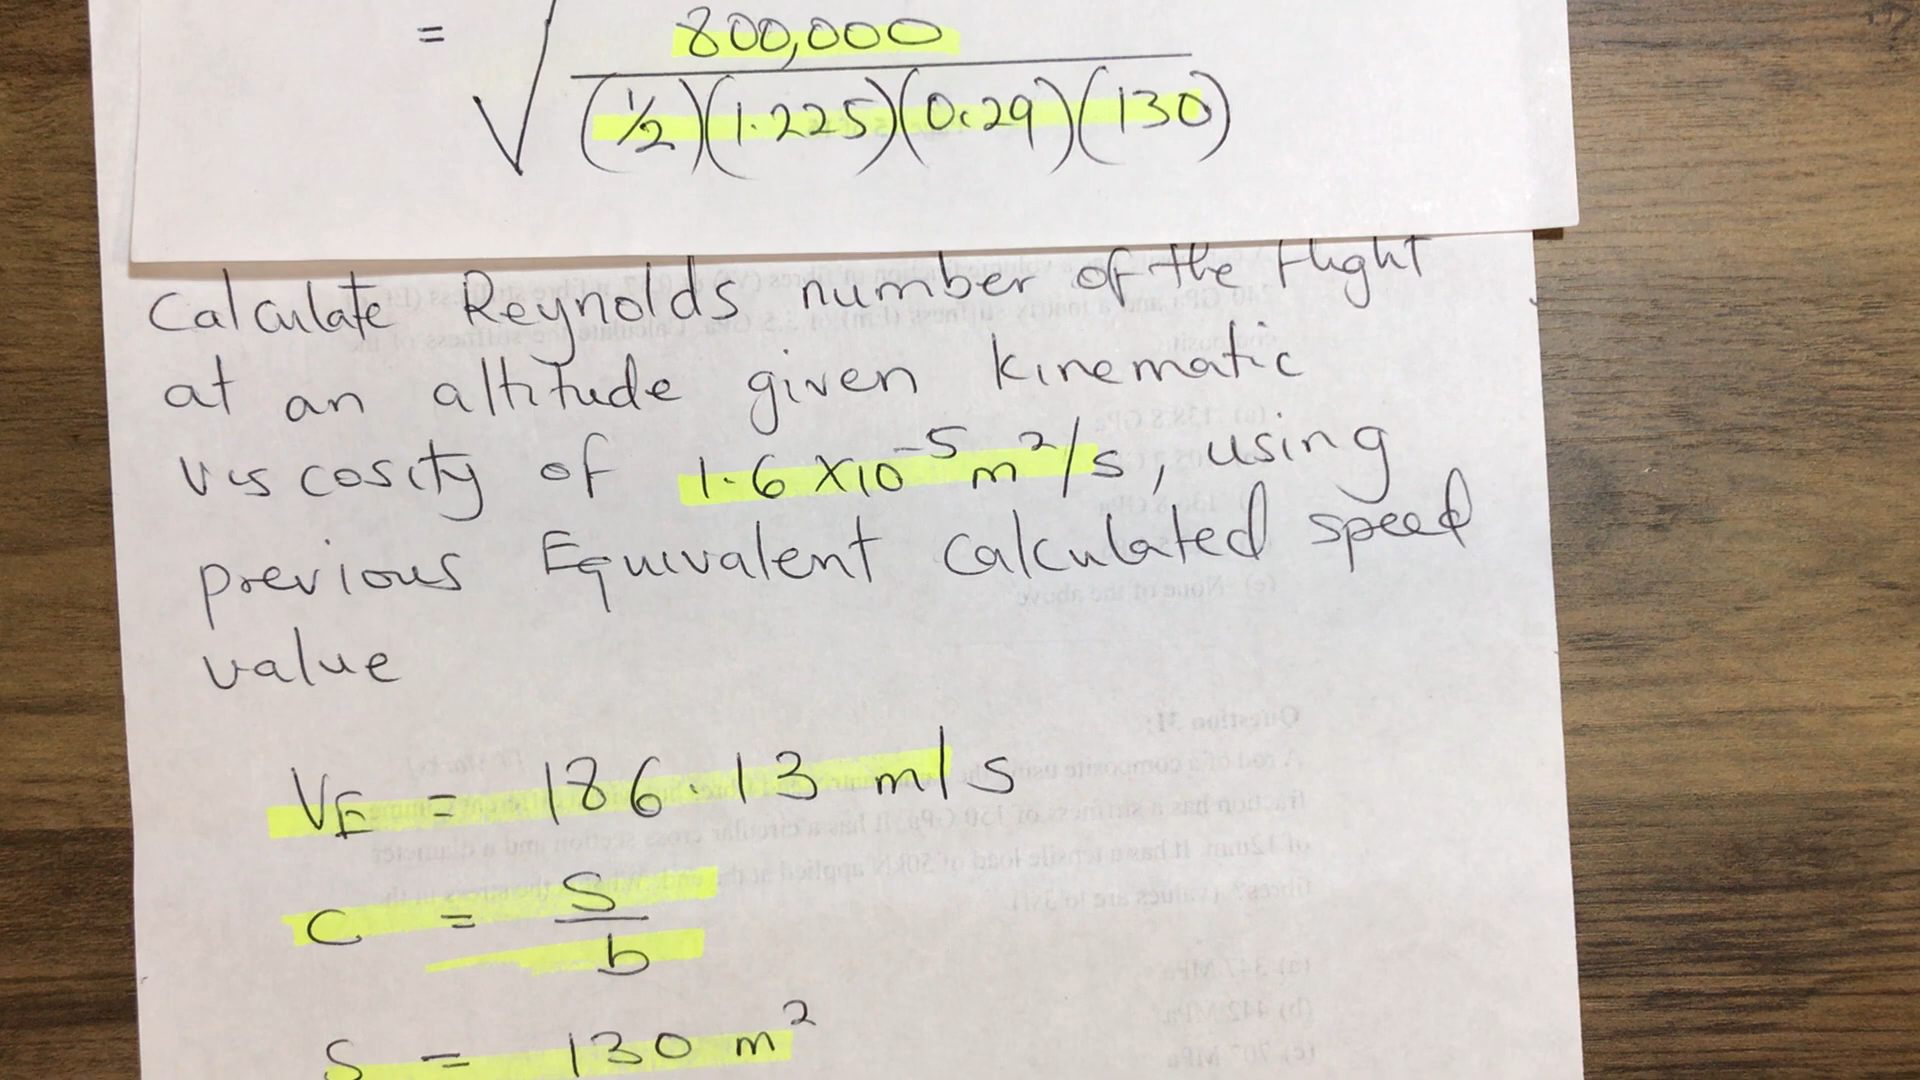 = √ 800,000 / (1/2)(1.225)(0.29)(130)
Calculate Reynolds number of the flight
at an altitude given kinematic
viscosity of 1.6 x10⁻⁵ m²/s, using
previous Equivalent calculated speed
value
VE = 186.13 m/s
C = S / b
S = 130 m²